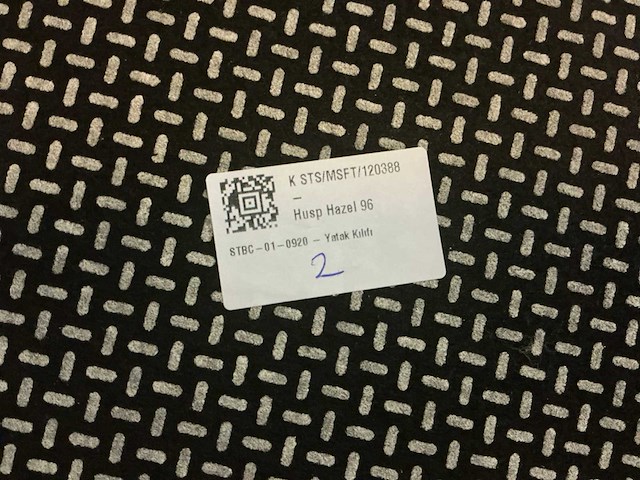 K STS/MSFT/120388
–
Husp Hazel 96
STBC-01-0920 – Yatak Kılıfı
2